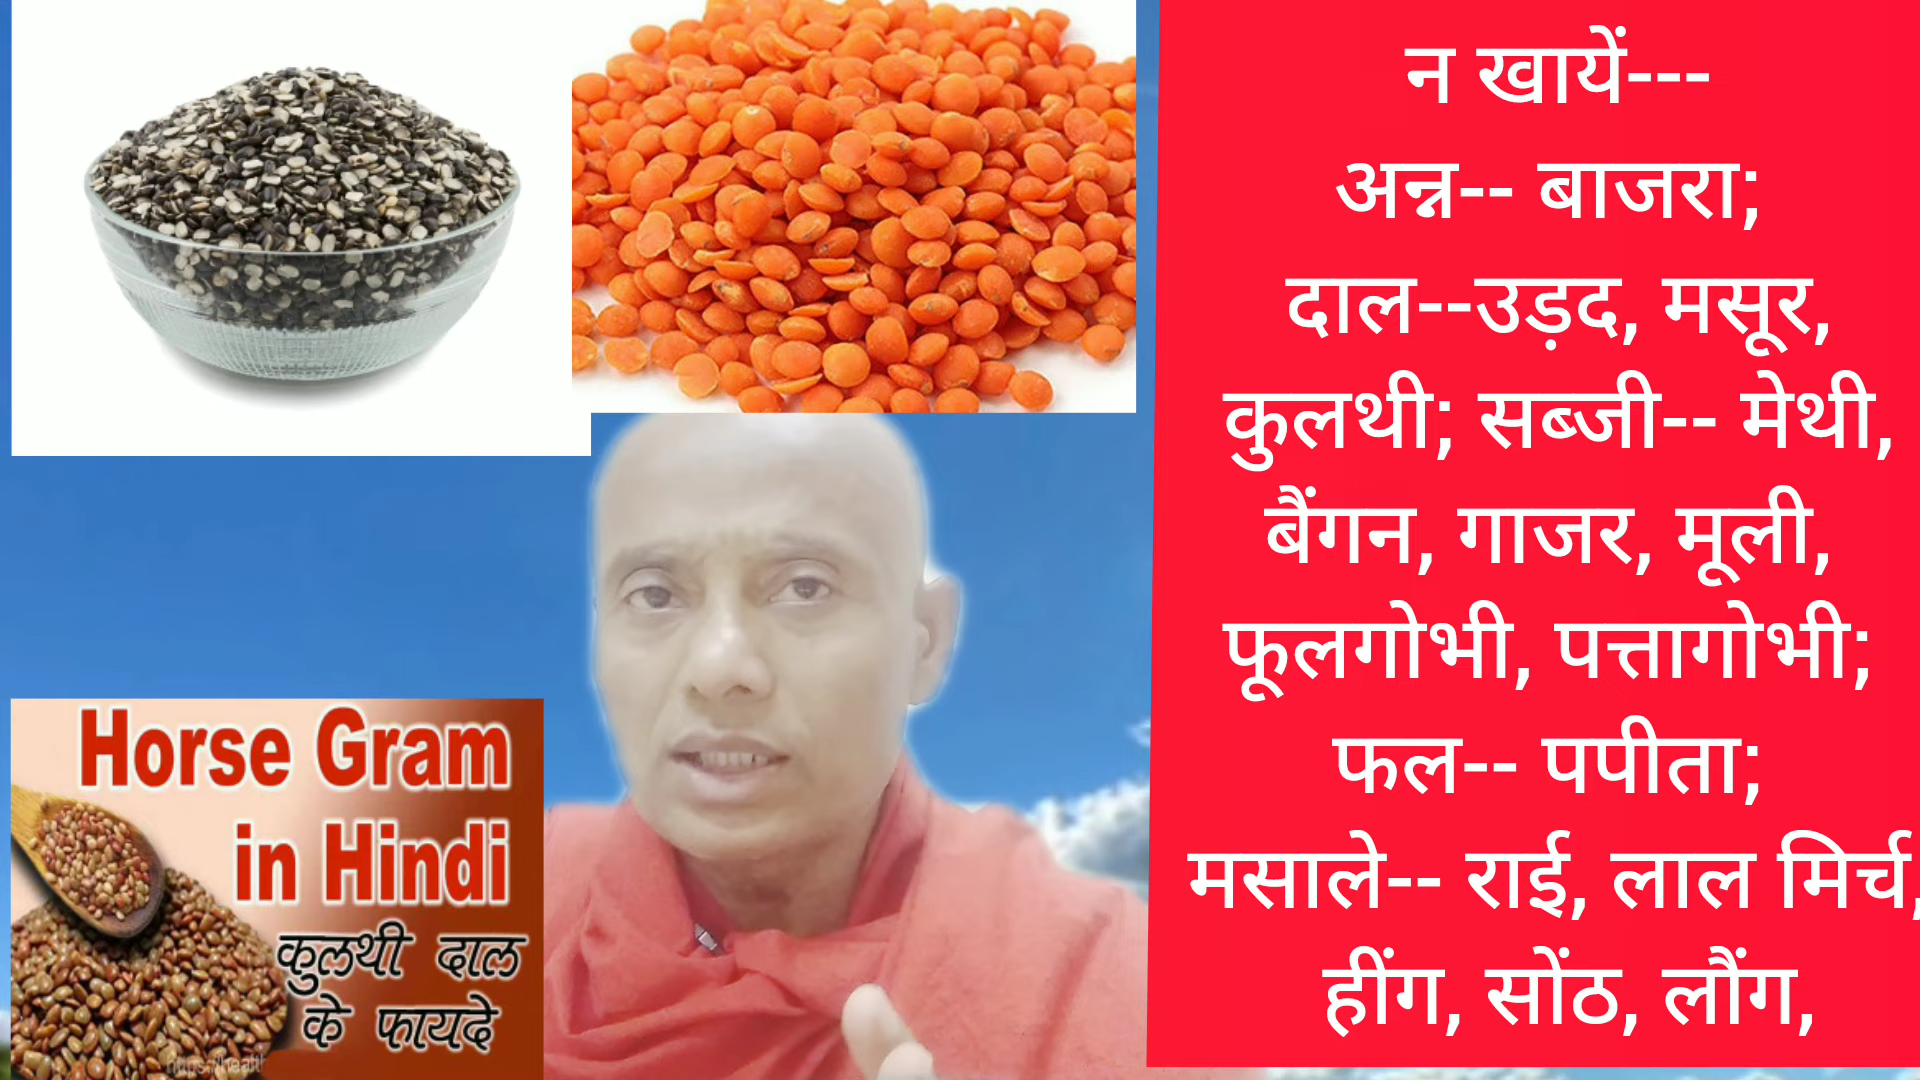 न खायें---
अन्न-- बाजरा;
दाल--उड़द, मसूर,
कुलथी; सब्जी-- मेथी,
बैंगन, गाजर, मूली,
फूलगोभी, पत्तागोभी;
फल-- पपीता;
मसाले-- राई, लाल मिर्च,
हींग, सोंठ, लौंग,
Horse Gram
in Hindi
कुलथी दाल
के फायदे